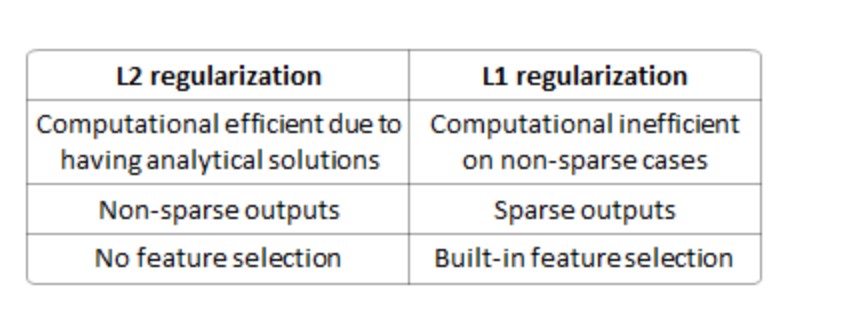 L2 regularization
L1 regularization
Computational efficient due to
having analytical solutions
Computational inefficient
on non-sparse cases
Non-sparse outputs
Sparse outputs
No feature selection
Built-in feature selection